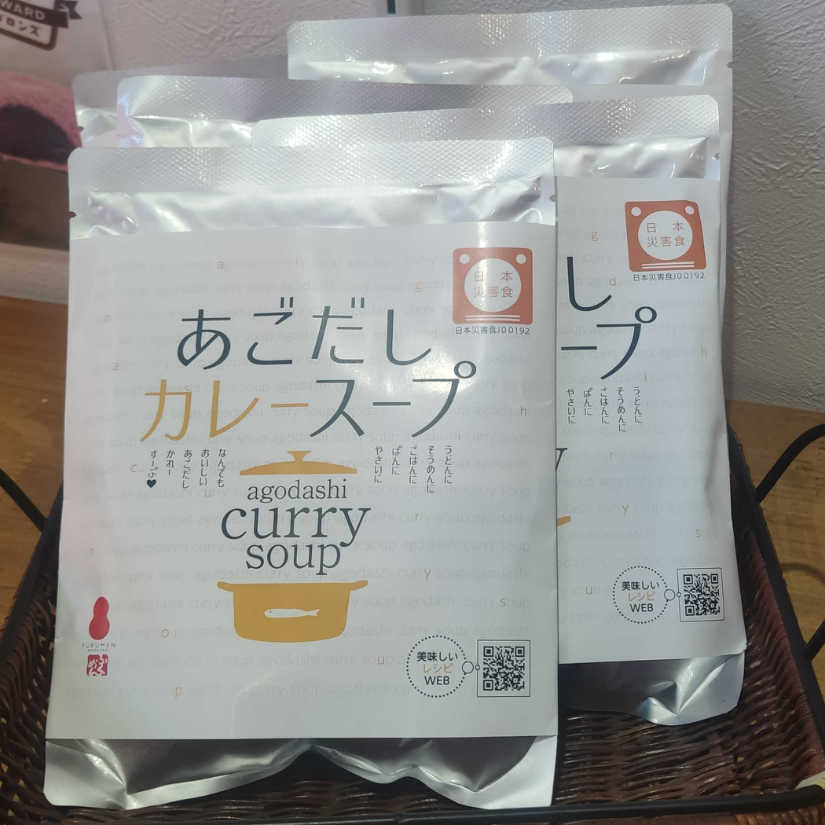 WARD
ロンズ
日本
災害食
日本災害食J00192
あごだし
カレースープ
うどんに
そうめんに
ごはんに
ぱんに
やさいに
なんでも
おいしい
あごだし
かれー
すーぷ♥
agodashi
curry
soup
美味しい
レシピ
WEB
日本
災害食
日本災害食J00192
し
ープ
うどんに
そうめんに
ごはんに
ぱんに
やさいに
y
美味しい
レシピ
WEB